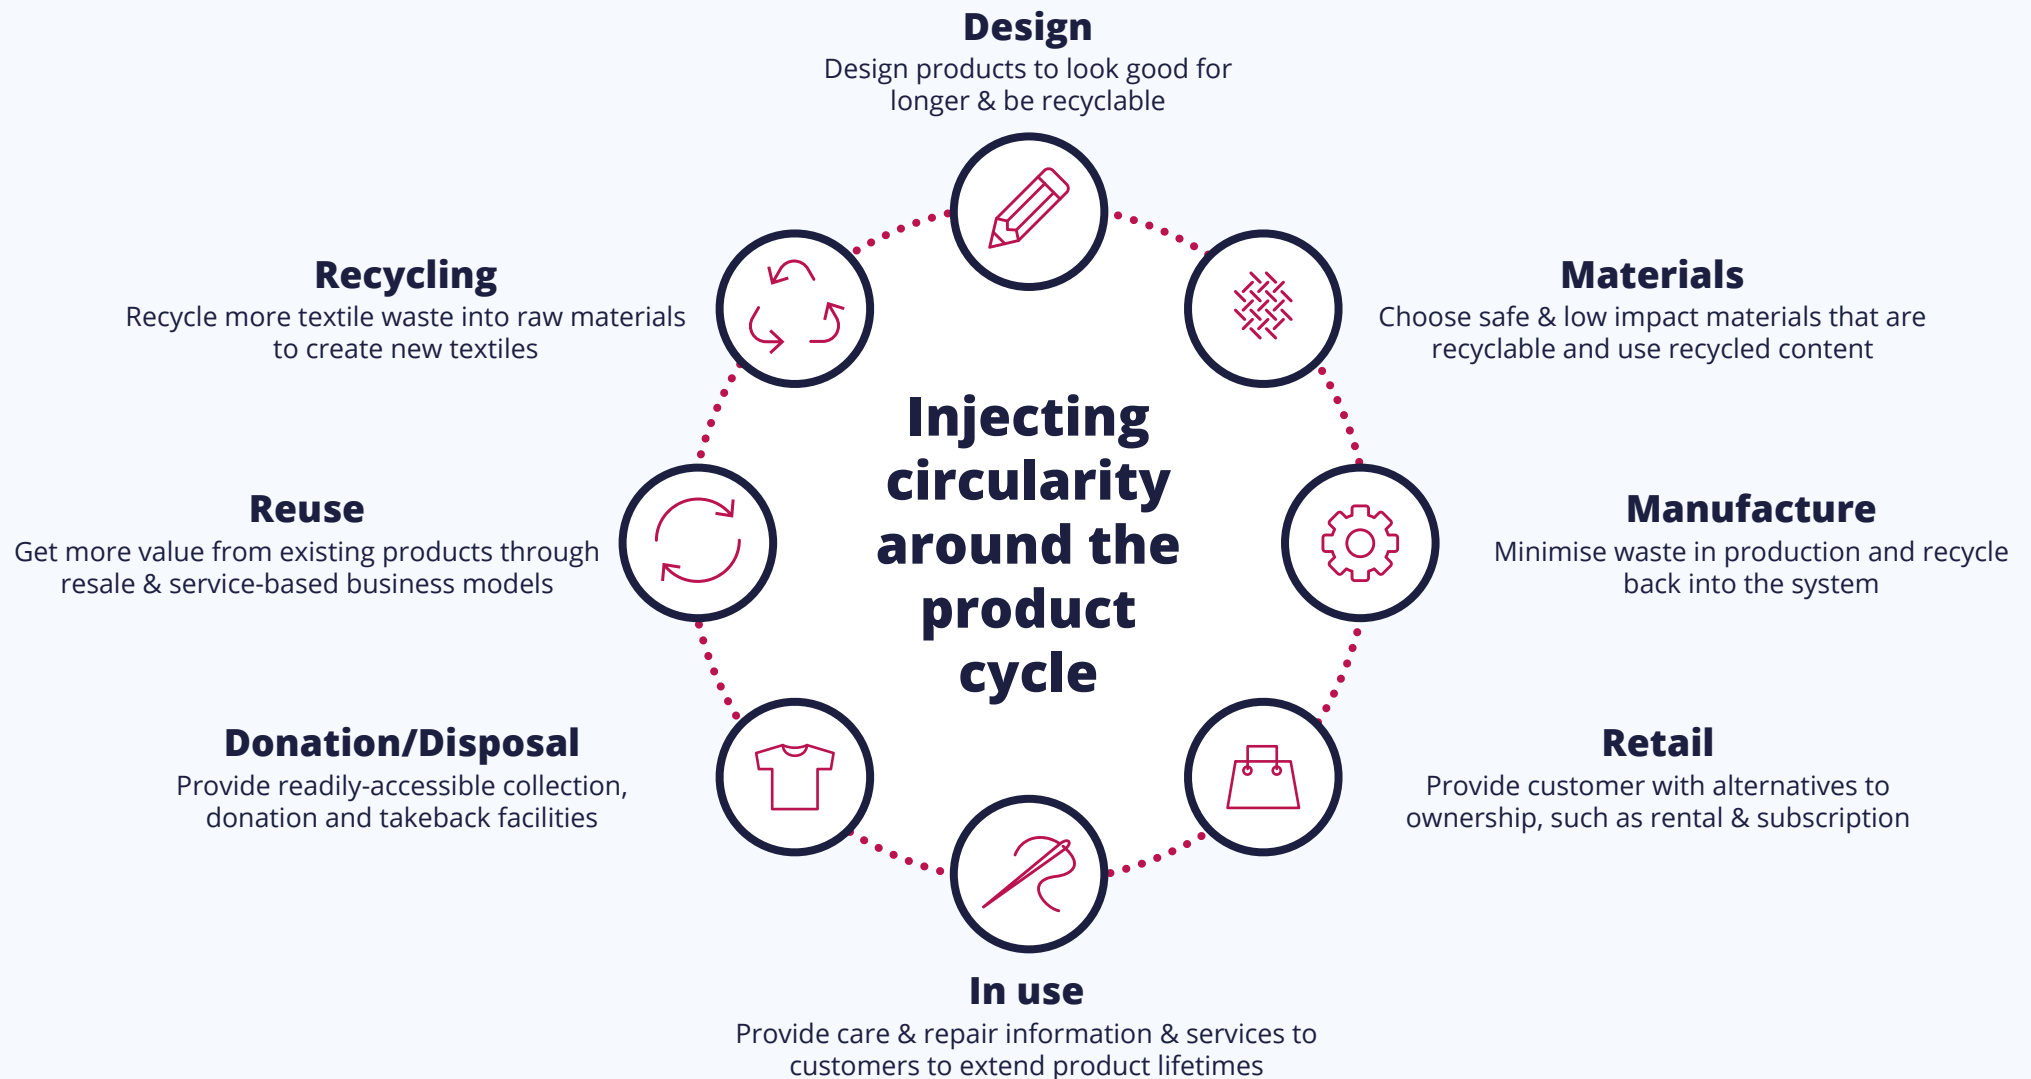 Design
Design products to look good for
longer & be recyclable
Materials
Choose safe & low impact materials that are
recyclable and use recycled content
Manufacture
Minimise waste in production and recycle
back into the system
Retail
Provide customer with alternatives to
ownership, such as rental & subscription
In use
Provide care & repair information & services to
customers to extend product lifetimes
Donation/Disposal
Provide readily-accessible collection,
donation and takeback facilities
Reuse
Get more value from existing products through
resale & service-based business models
Recycling
Recycle more textile waste into raw materials
to create new textiles
Injecting
circularity
around the
product
cycle